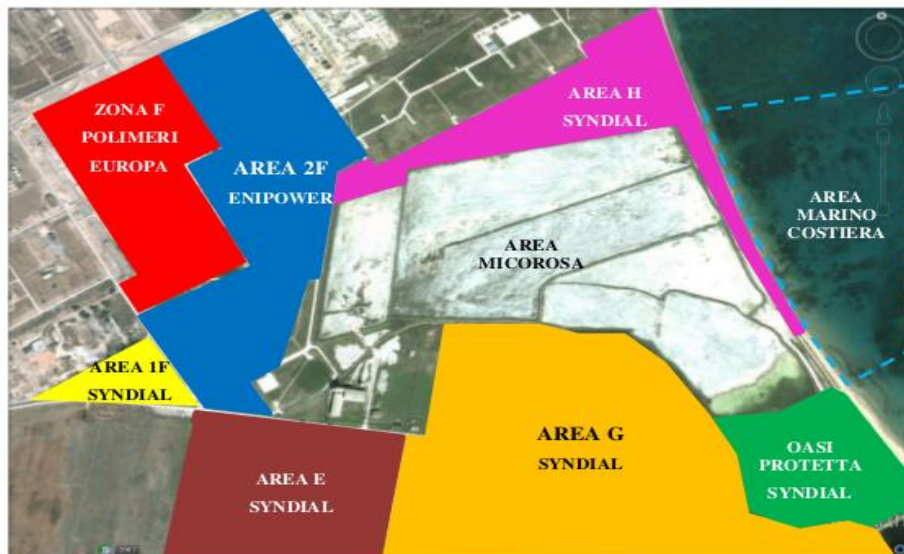 ZONA F
POLIMERI
EUROPA
AREA 2F
ENIPOWER
AREA H
SYNDIAL
AREA
MARINO
COSTIERA
AREA
MICOROSA
AREA 1F
SYNDIAL
AREA E
SYNDIAL
AREA G
SYNDIAL
OASI
PROTETTA
SYNDIAL